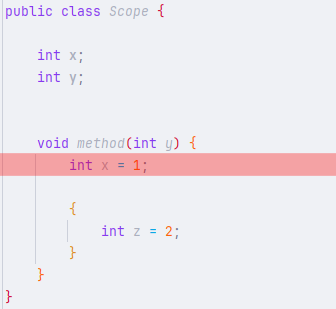 public class Scope {
int x;
int y;
void method(int y) {
int x = 1;
{
int z = 2;
}
}
}